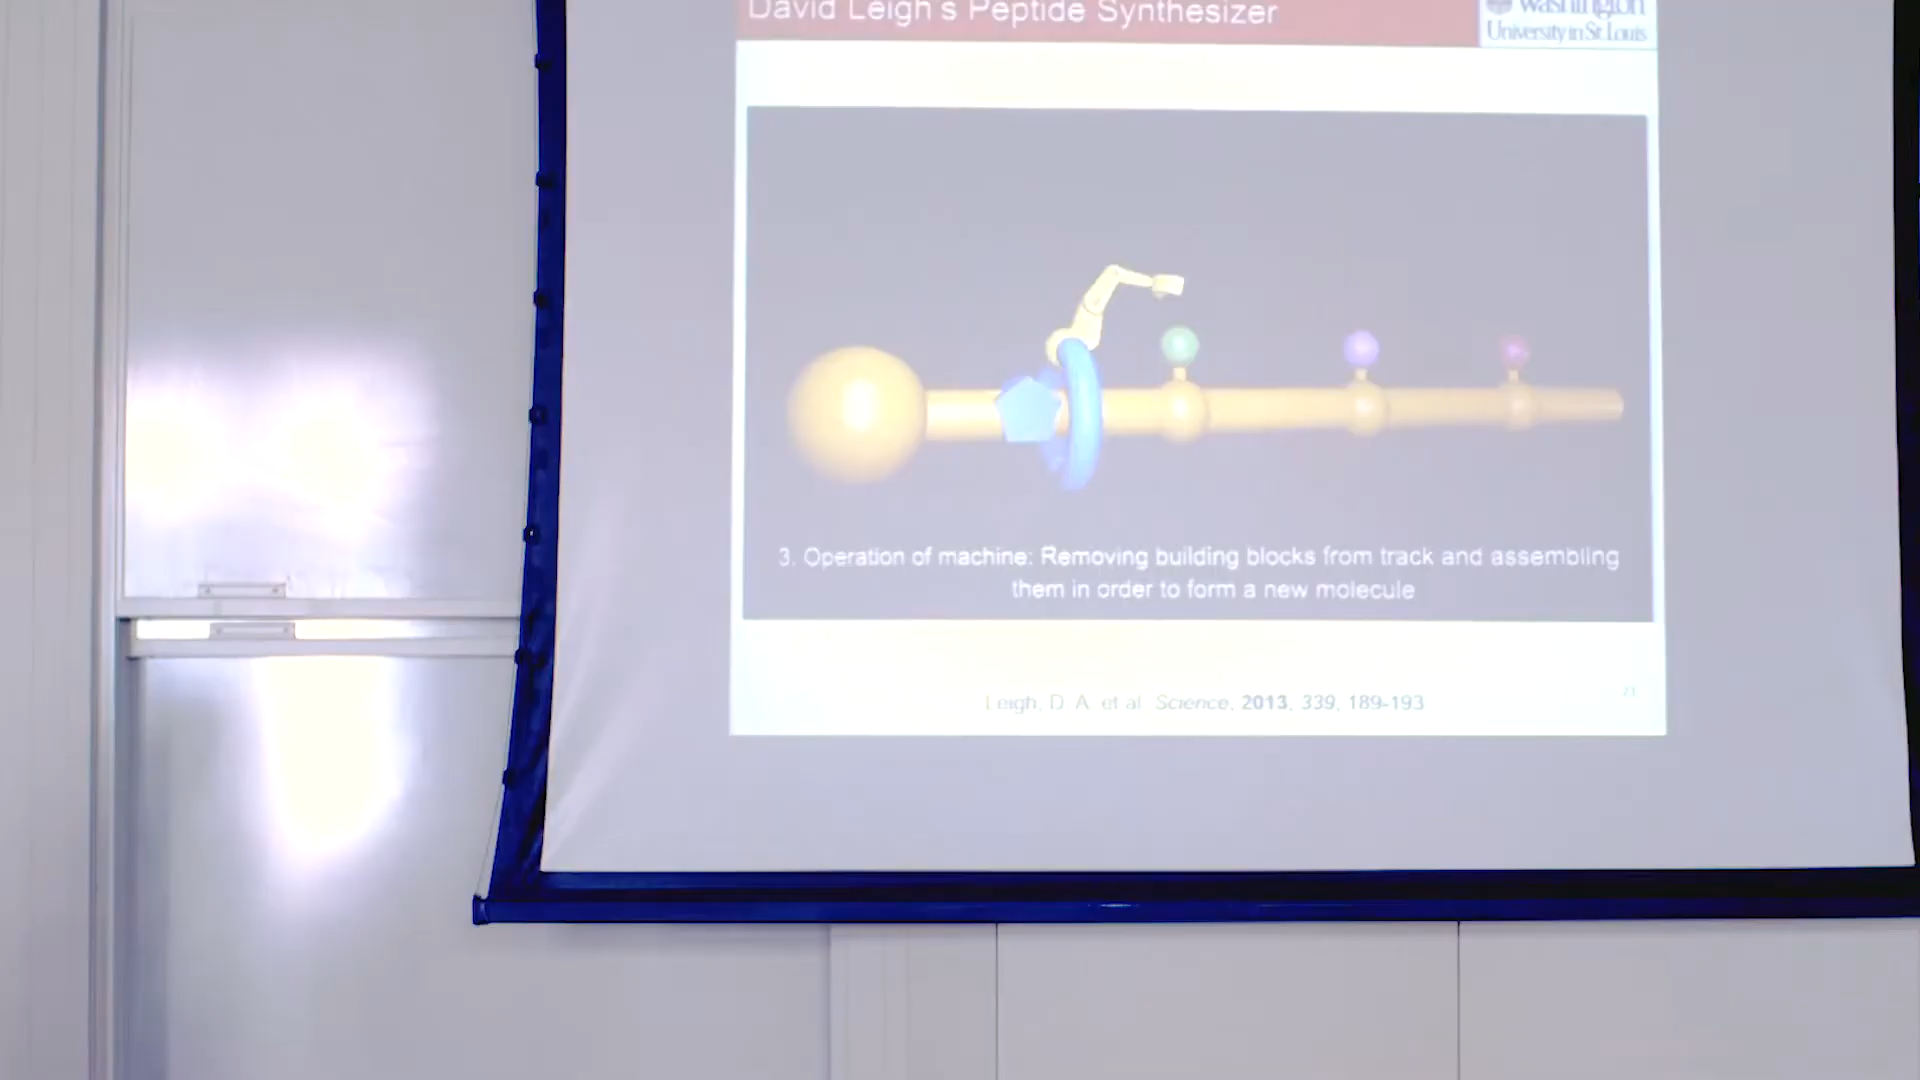 David Leigh's Peptide Synthesizer
Washington
University in St. Louis
3. Operation of machine: Removing building blocks from track and assembling
them in order to form a new molecule
Leigh, D. A. et al. Science, 2013, 339, 189-193
21